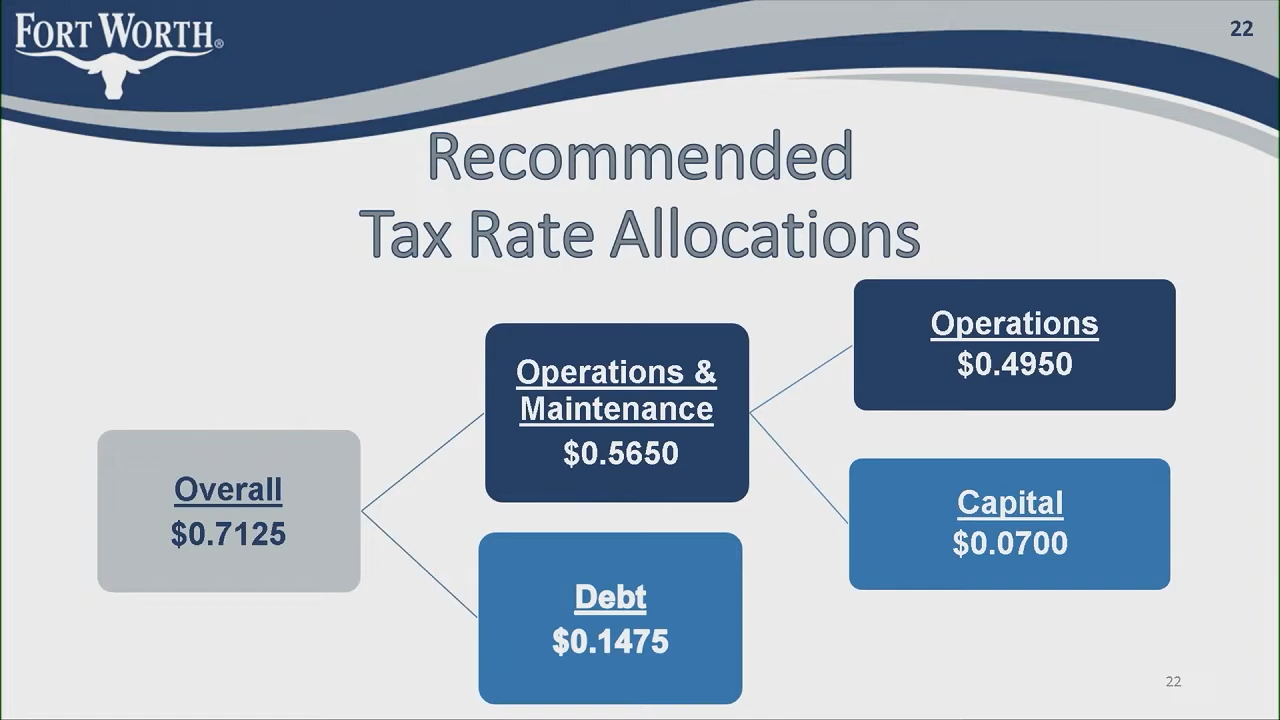 FORT WORTH®
22
Recommended
Tax Rate Allocations
Overall
$0.7125
Operations &
Maintenance
$0.5650
Debt
$0.1475
Operations
$0.4950
Capital
$0.0700
22